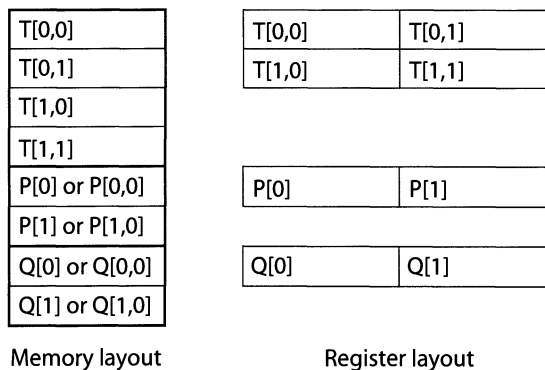 T[0,0]
T[0,1]
T[1,0]
T[1,1]
P[0] or P[0,0]
P[1] or P[1,0]
Q[0] or Q[0,0]
Q[1] or Q[1,0]
Memory layout
T[0,0] T[0,1]
T[1,0] T[1,1]
P[0] P[1]
Q[0] Q[1]
Register layout